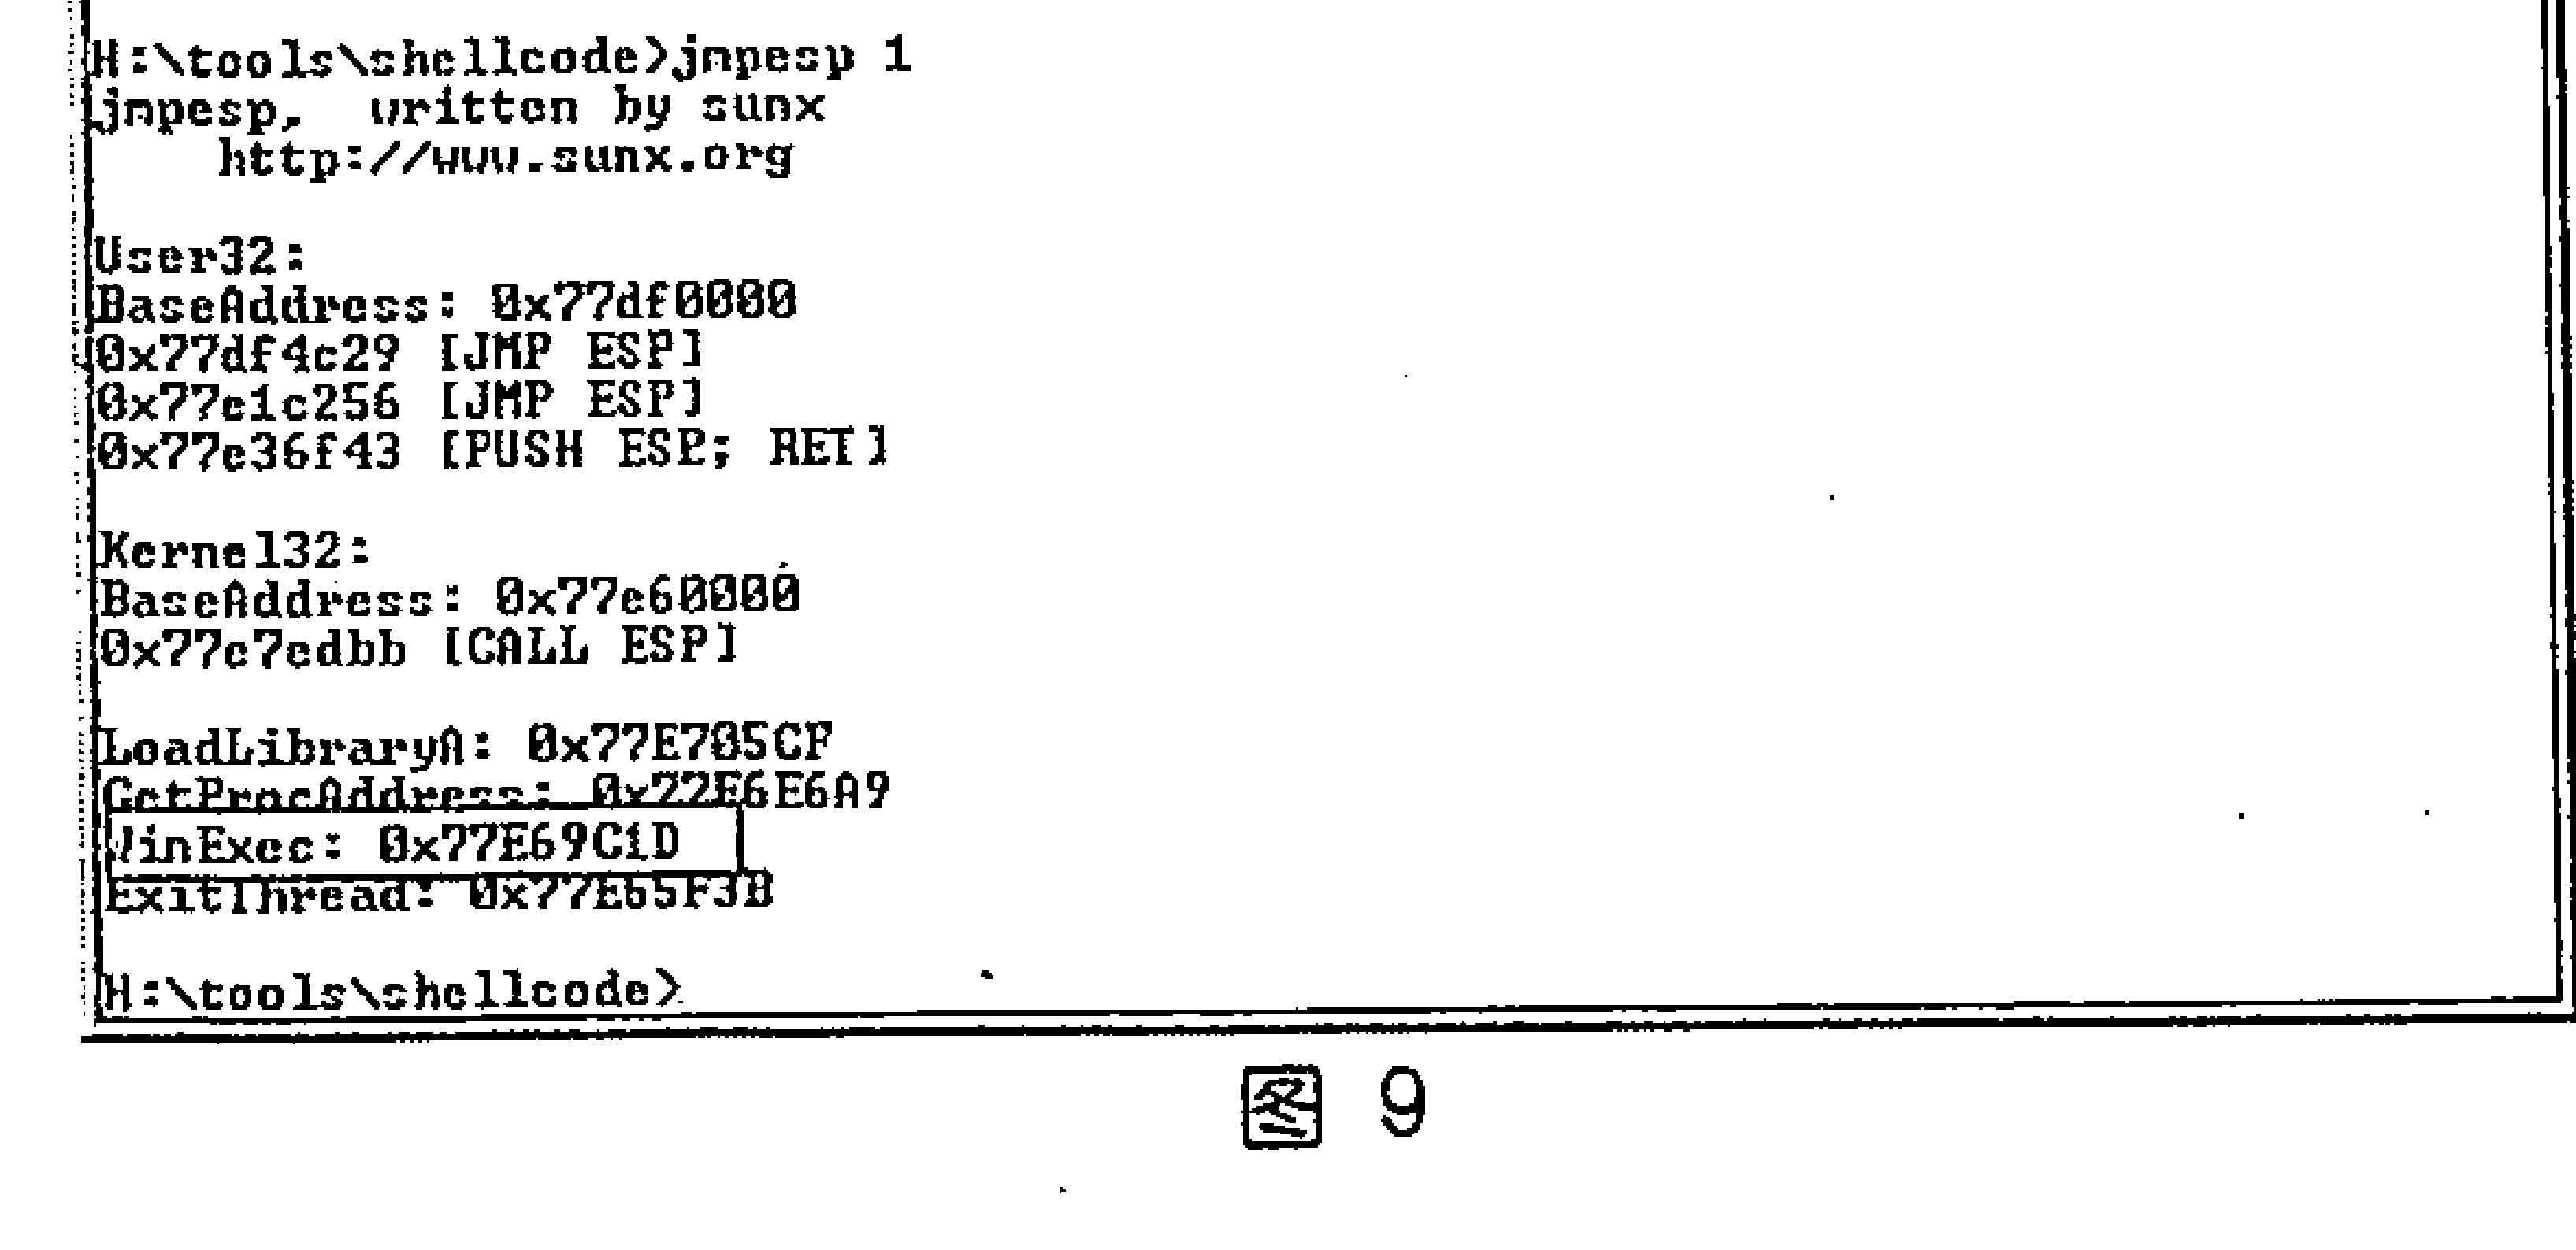 H:\tools\shellcode>jmpesp 1
jmpesp,  written by sunx
http://www.sunx.org
User32:
BaseAddress: 0x77df0000
0x77df4c29 [JMP ESP]
0x77e1c256 [JMP ESP]
0x77e36f43 [PUSH ESP; RET]
Kernel32:
BaseAddress: 0x77e60000
0x77e7edbb [CALL ESP]
LoadLibraryA: 0x77E705CF
GetProcAddress: 0x77E6E6A9
WinExec: 0x77E69C1D
ExitThread: 0x77E65F3B
H:\tools\shellcode>
图 9